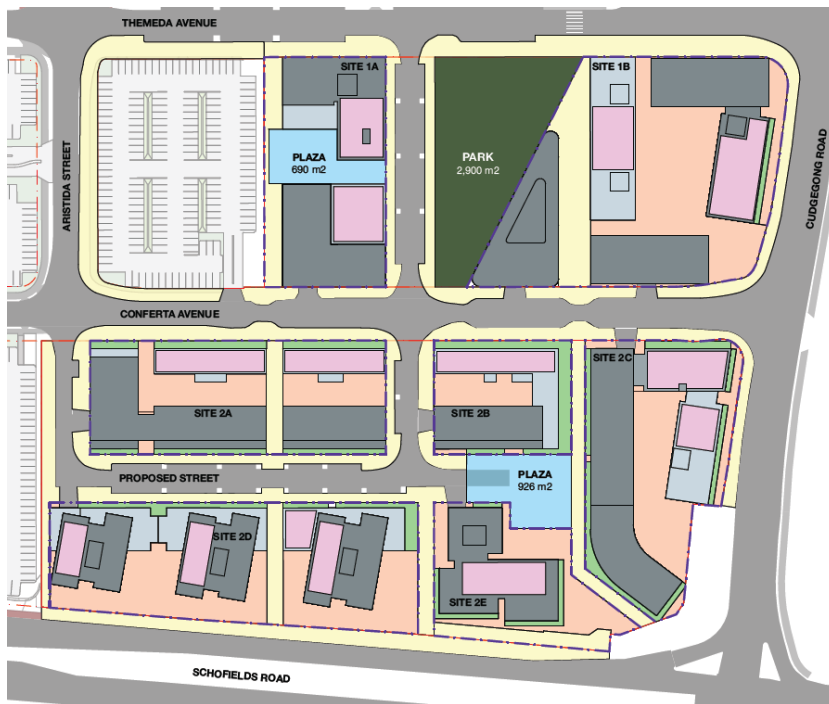 THEMEDA AVENUE
SITE 1A
SITE 1B
PLAZA
690 m2
PARK
2,900 m2
ARISTIDA STREET
CUDGEGONG ROAD
CONFERTA AVENUE
SITE 2C
SITE 2A
SITE 2B
PROPOSED STREET
PLAZA
926 m2
SITE 2D
SITE 2E
SCHOFIELDS ROAD